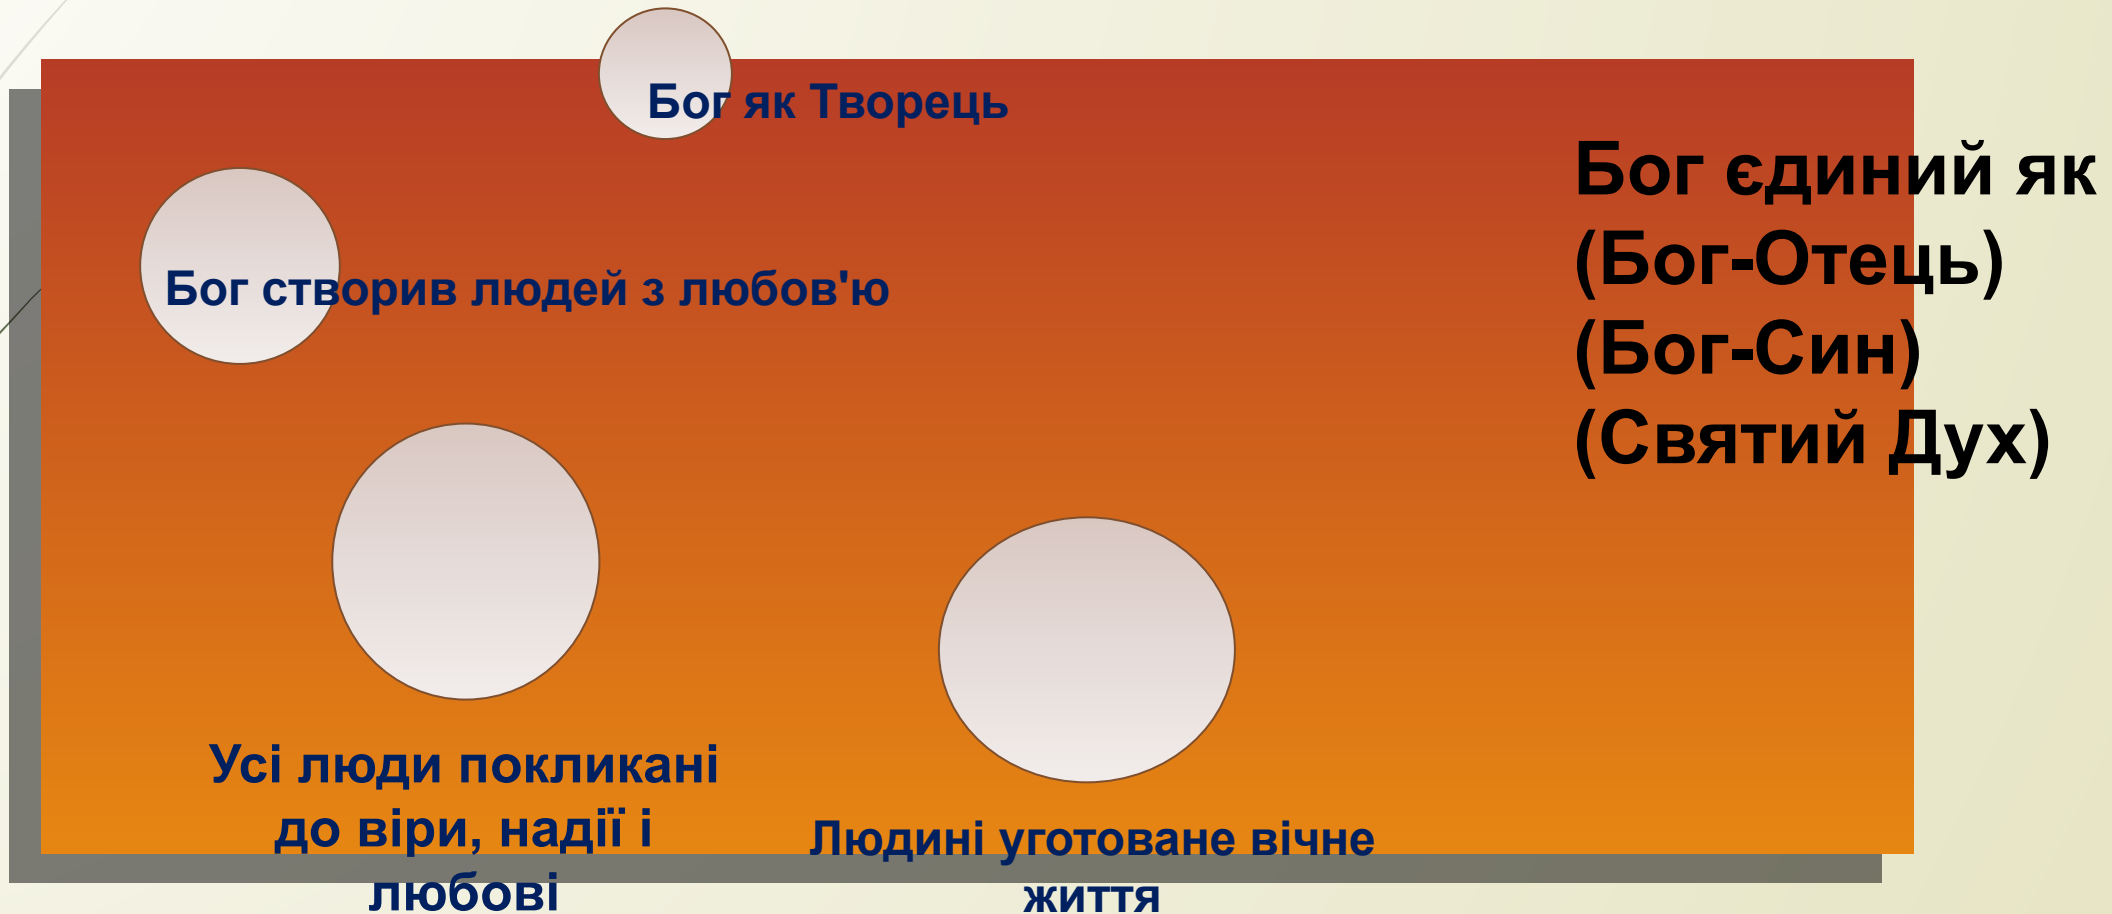 Бог як Творець
Бог створив людей з любов'ю
Бог єдиний як
(Бог-Отець)
(Бог-Син)
(Святий Дух)
Усі люди покликані
до віри, надії і
любові
Людині уготоване вічне
життя